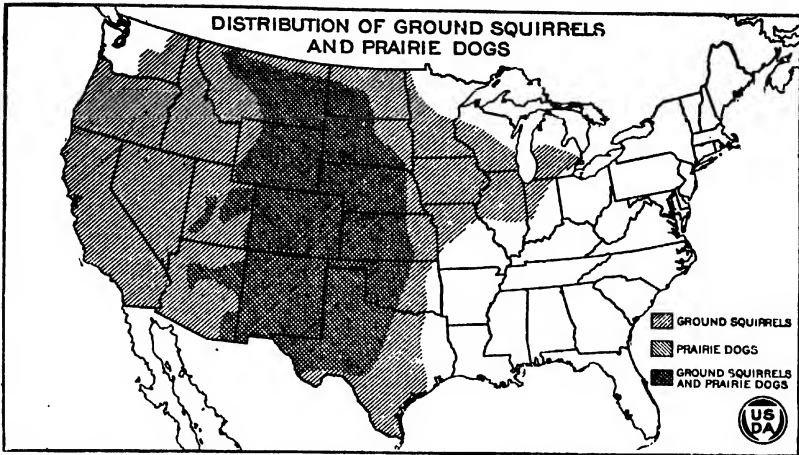 DISTRIBUTION OF GROUND SQUIRRELS
AND PRAIRIE DOGS
GROUND SQUIRRELS
PRAIRIE DOGS
GROUND SQUIRRELS
AND PRAIRIE DOGS
US
DA